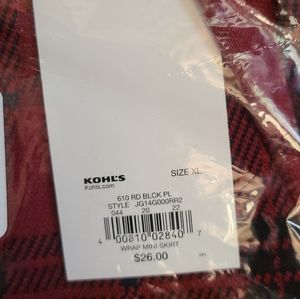 KOHL'S
Kohls.com
SIZE XL
610 RD BLCK PL
STYLE JG14G000RR2
044 20 22
4 00810 02840 7
WRAP MINI SKIRT
$26.00